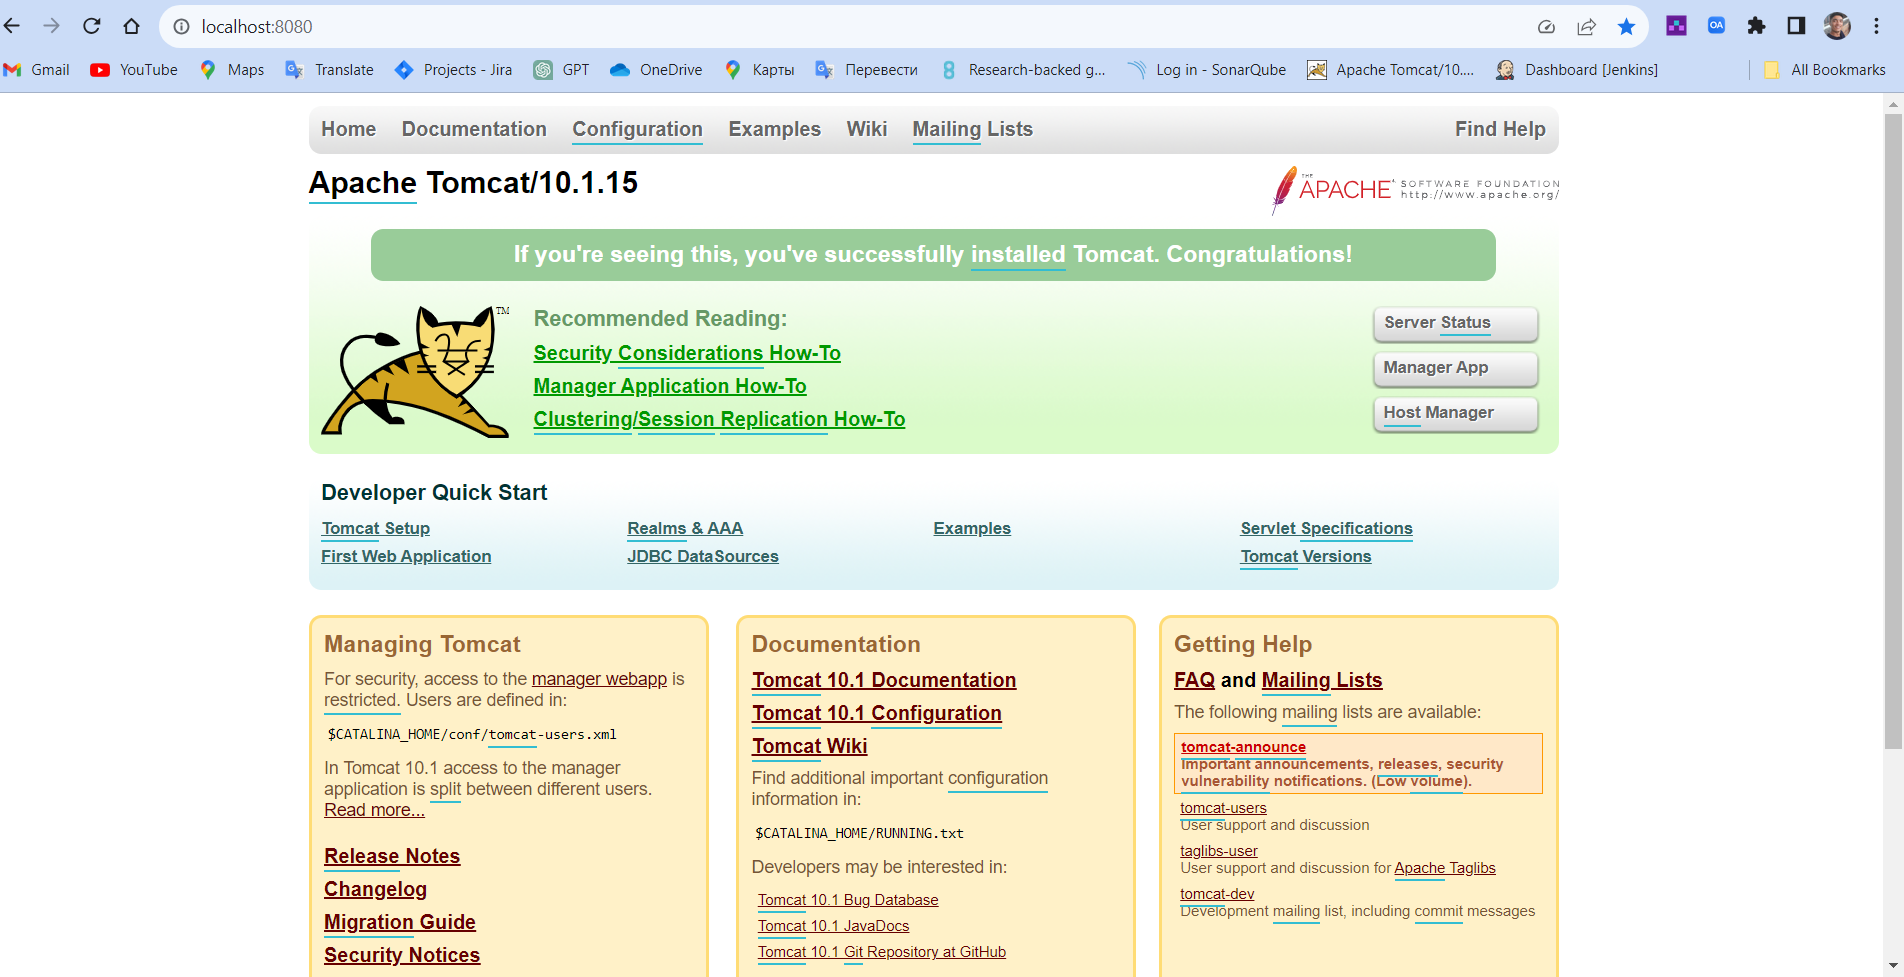 localhost:8080
Gmail YouTube Maps Translate Projects - Jira GPT OneDrive Карты Перевести Research-backed g... Log in - SonarQube Apache Tomcat/10.... Dashboard [Jenkins] All Bookmarks
Home Documentation Configuration Examples Wiki Mailing Lists Find Help
Apache Tomcat/10.1.15
THE APACHE SOFTWARE FOUNDATION
http://www.apache.org/
If you're seeing this, you've successfully installed Tomcat. Congratulations!
TM
Recommended Reading:
Security Considerations How-To
Manager Application How-To
Clustering/Session Replication How-To
Server Status
Manager App
Host Manager
Developer Quick Start
Tomcat Setup
First Web Application
Realms & AAA
JDBC DataSources
Examples
Servlet Specifications
Tomcat Versions
Managing Tomcat
For security, access to the manager webapp is
restricted. Users are defined in:
$CATALINA_HOME/conf/tomcat-users.xml
In Tomcat 10.1 access to the manager
application is split between different users.
Read more...
Release Notes
Changelog
Migration Guide
Security Notices
Documentation
Tomcat 10.1 Documentation
Tomcat 10.1 Configuration
Tomcat Wiki
Find additional important configuration
information in:
$CATALINA_HOME/RUNNING.txt
Developers may be interested in:
Tomcat 10.1 Bug Database
Tomcat 10.1 JavaDocs
Tomcat 10.1 Git Repository at GitHub
Getting Help
FAQ and Mailing Lists
The following mailing lists are available:
tomcat-announce
Important announcements, releases, security
vulnerability notifications. (Low volume).
tomcat-users
User support and discussion
taglibs-user
User support and discussion for Apache Taglibs
tomcat-dev
Development mailing list, including commit messages